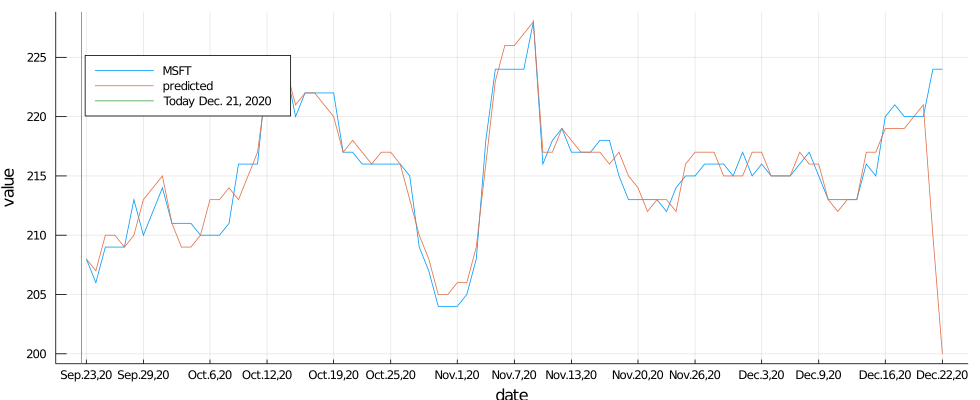 225
220
215
210
205
200
value
MSFT
predicted
Today Dec. 21, 2020
Sep.23,20 Sep.29,20 Oct.6,20 Oct.12,20 Oct.19,20 Oct.25,20 Nov.1,20 Nov.7,20 Nov.13,20 Nov.20,20 Nov.26,20 Dec.3,20 Dec.9,20 Dec.16,20 Dec.22,20
date